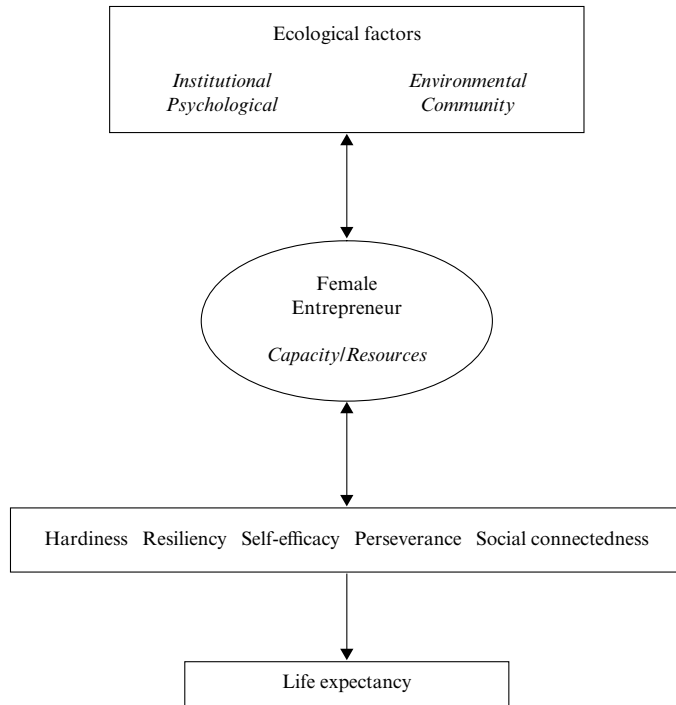 Ecological factors
Institutional Environmental
Psychological Community
Female
Entrepreneur
Capacity/Resources
Hardiness Resiliency Self-efficacy Perseverance Social connectedness
Life expectancy